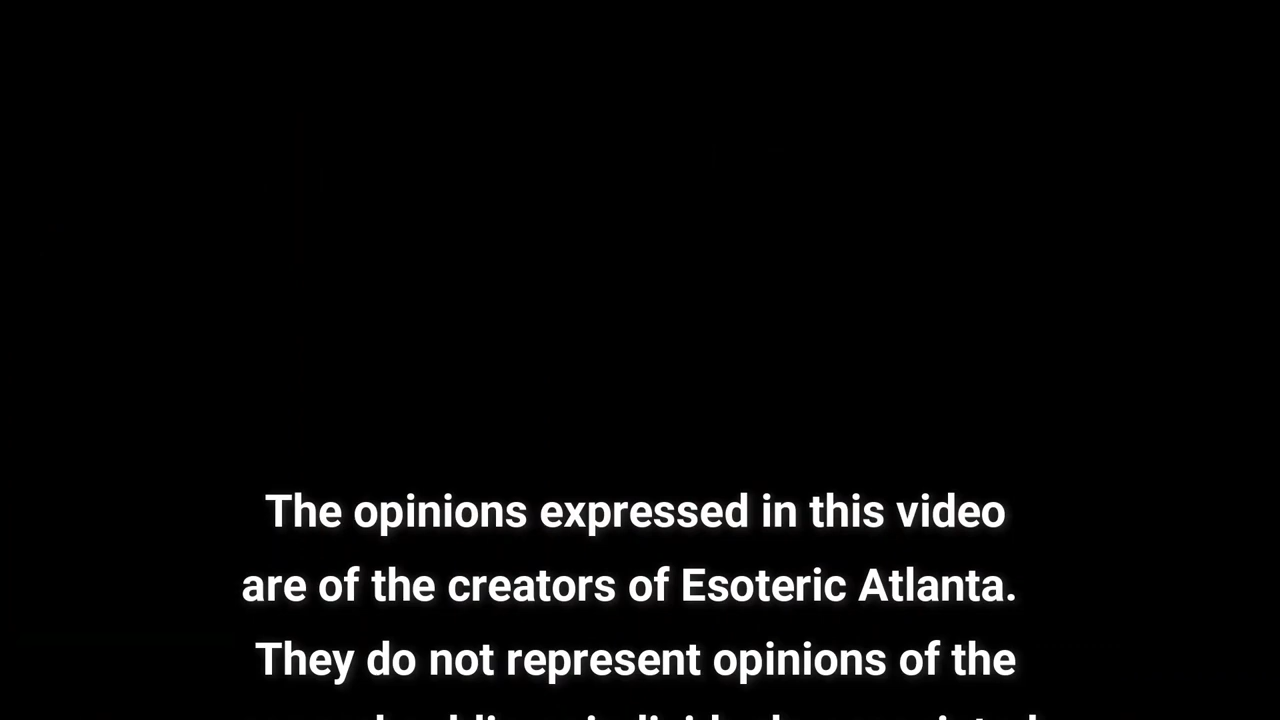 The opinions expressed in this video
are of the creators of Esoteric Atlanta.
They do not represent opinions of the